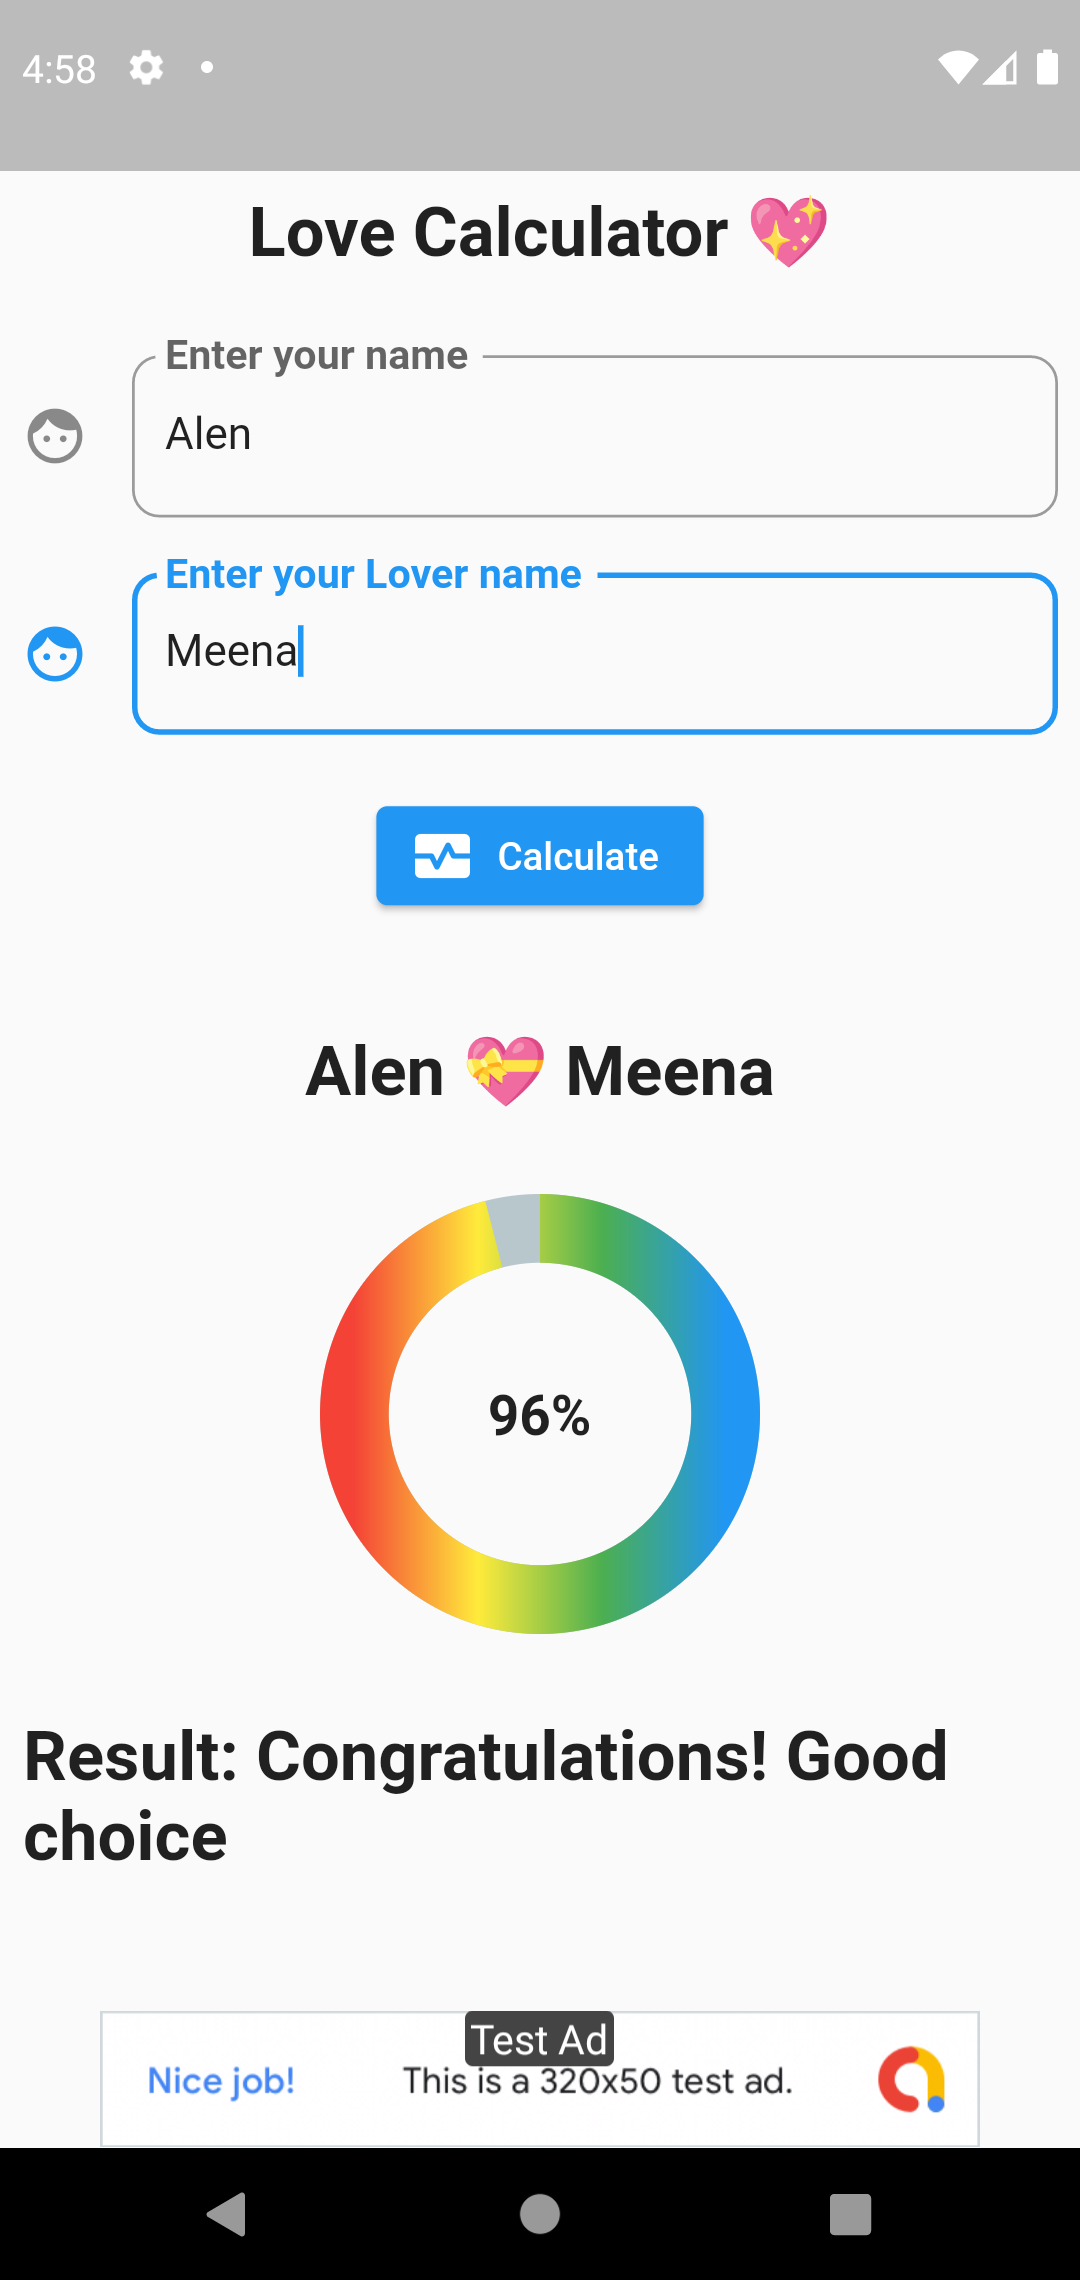 4:58
Love Calculator 💖
Enter your name
Alen
Enter your Lover name
Meena
Calculate
Alen 💝 Meena
96%
Result: Congratulations! Good
choice
Test Ad
Nice job! This is a 320x50 test ad.